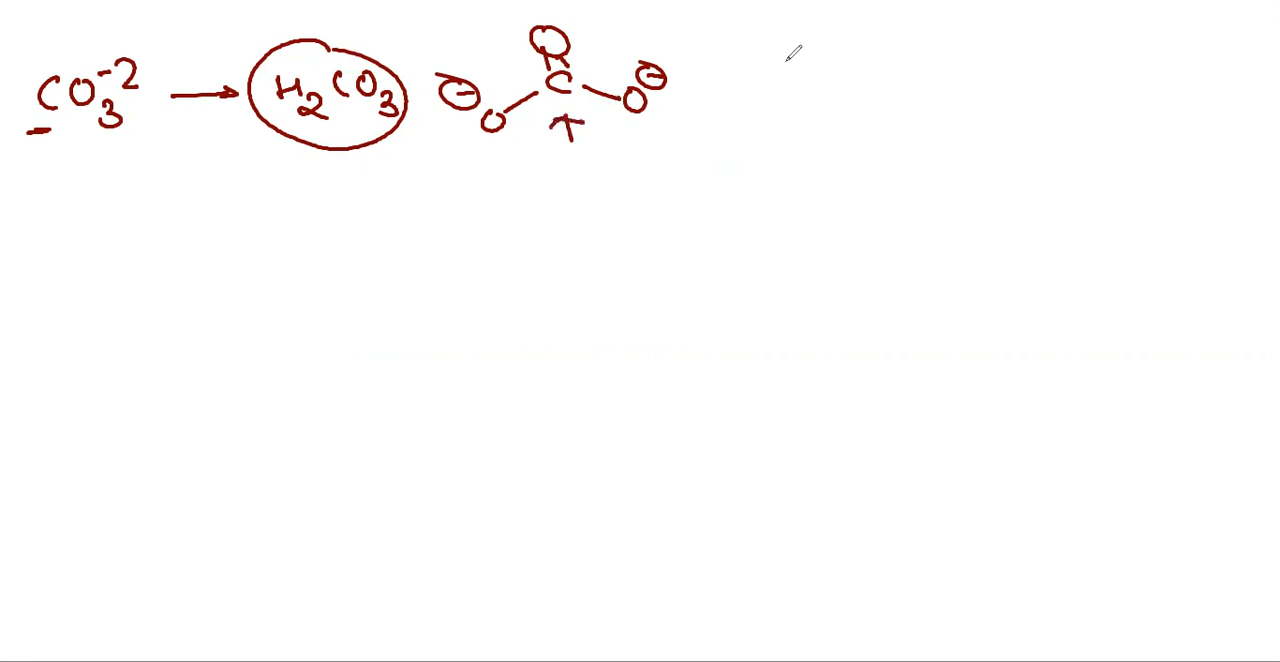 CO₃⁻² → H₂CO₃
O
⊖ C ⊖
O O